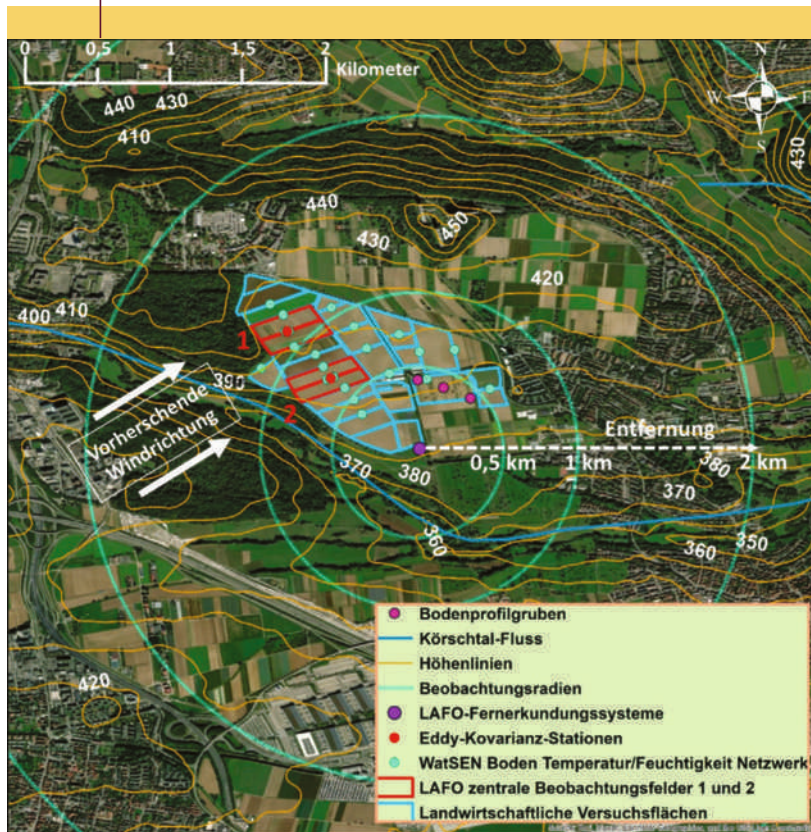 0 0,5 1 1,5 2
Kilometer
N
W
S
440 430
410
430
440
430
450
420
410
400
1
390
Vorherschende
Windrichtung
2
Entfernung
370
380
0,5 km 1 km 2 km
380
370
360
360
350
420
Bodenprofilgruben
Körschtal-Fluss
Höhenlinien
Beobachtungsradien
LAFO-Fernerkundungssysteme
Eddy-Kovarianz-Stationen
WatSEN Boden Temperatur/Feuchtigkeit Netzwerk
LAFO zentrale Beobachtungsfelder 1 und 2
Landwirtschaftliche Versuchsflächen